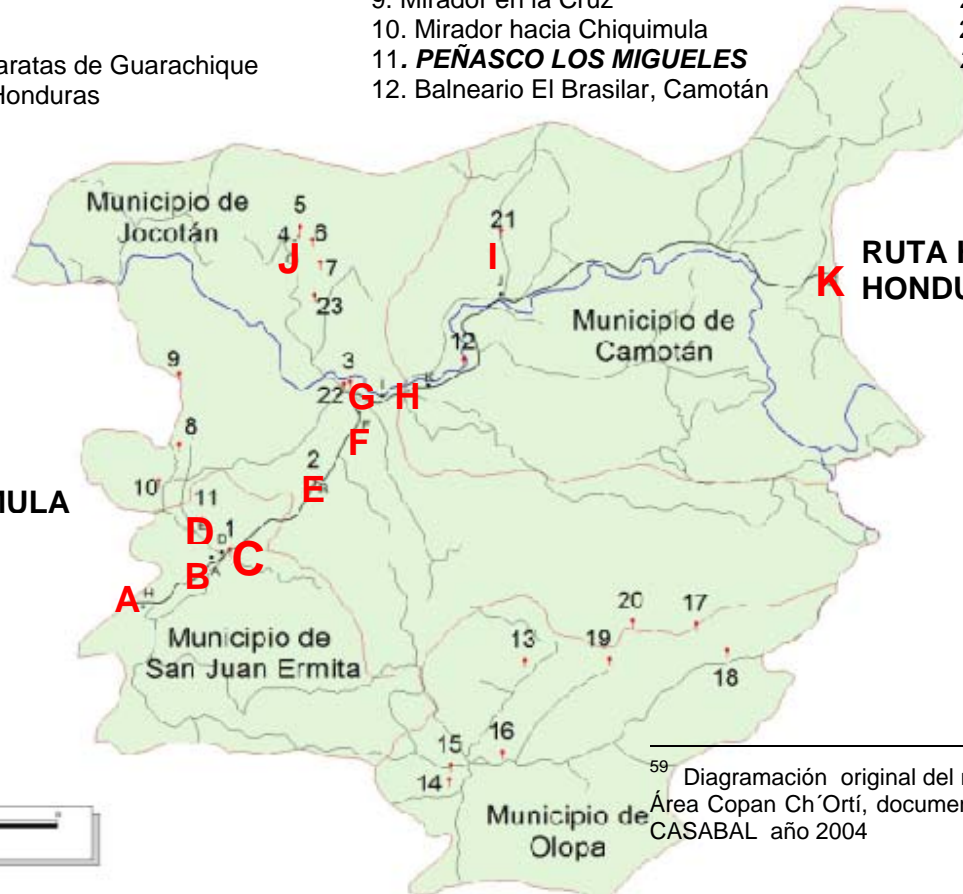 9. Mirador en la Cruz
10. Mirador hacia Chiquimula
aratas de Guarachique
11. PEÑASCO LOS MIGUELES
Honduras
12. Balneario El Brasilar, Camotán
Municipio de
Jocotán
5
4
6
J
7
23
21
I
J
RUTA
K
HONDU
Municipio de
Camotán
12
9
3
22
G
H
F
8
2
E
10
11
MULA
D
1
C
B
A
A
H
Municipio de
San Juan Ermita
13
20
17
19
18
15
16
14
Municipio de
Olopa
59 Diagramación original del
Área Copan Ch´Ortí, documen
CASABAL año 2004